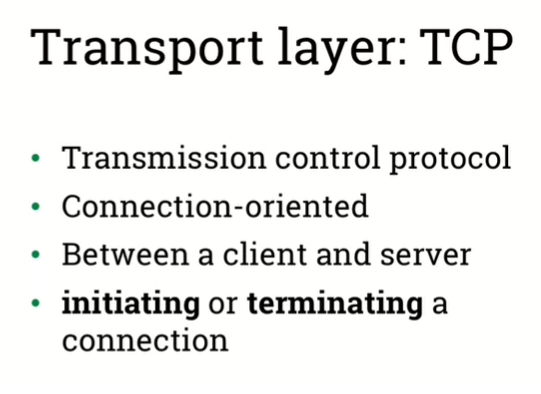 Transport layer: TCP
• Transmission control protocol
• Connection-oriented
• Between a client and server
• initiating or terminating a
connection